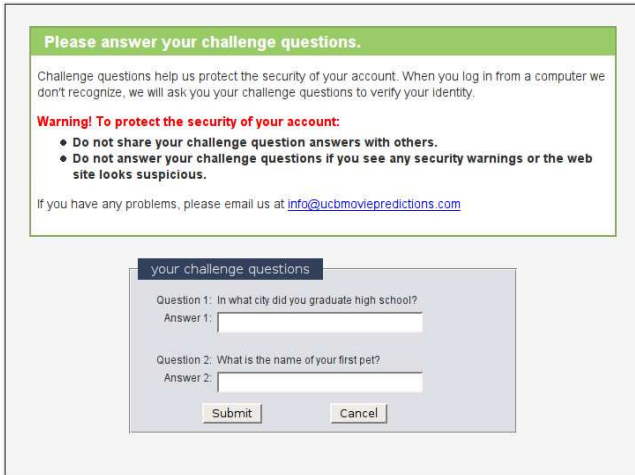 Please answer your challenge questions.
Challenge questions help us protect the security of your account. When you log in from a computer we
don't recognize, we will ask you your challenge questions to verify your identity.
Warning! To protect the security of your account:
• Do not share your challenge question answers with others.
• Do not answer your challenge questions if you see any security warnings or the web
site looks suspicious.
If you have any problems, please email us at info@ucbmoviepredictions.com
your challenge questions
Question 1: In what city did you graduate high school?
Answer 1:
Question 2: What is the name of your first pet?
Answer 2:
Submit Cancel